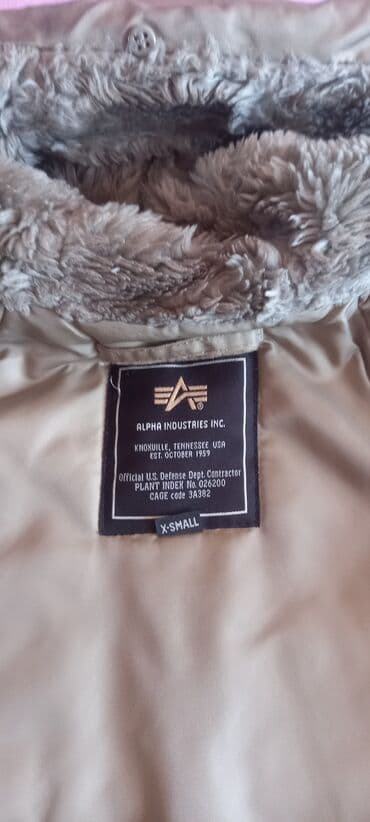 ALPHA INDUSTRIES INC.
KNOXVILLE, TENNESSEE USA
EST. OCTOBER 1959
Official U.S. Defense Dept. Contractor
PLANT INDEX No. 026200
CAGE code 3A382
X-SMALL